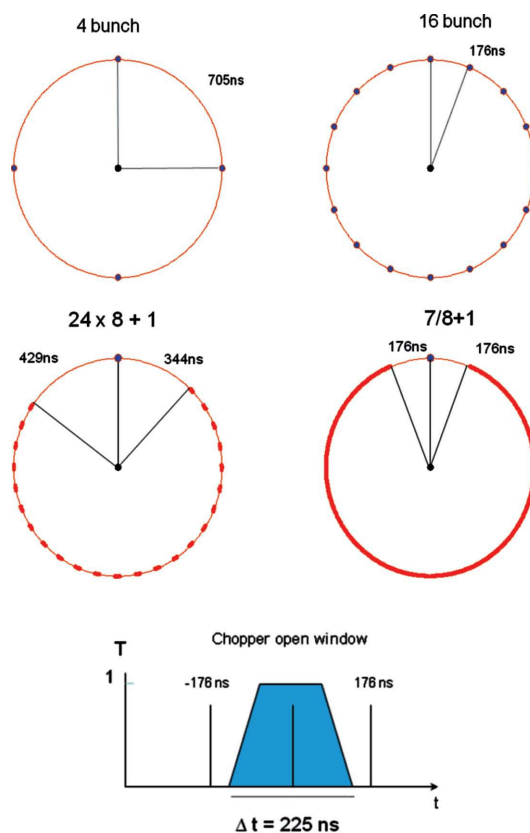 4 bunch
705ns
16 bunch
176ns
24 x 8 + 1
429ns
344ns
7/8+1
176ns
176ns
Chopper open window
T
1
-176 ns
176 ns
t
Δ t = 225 ns